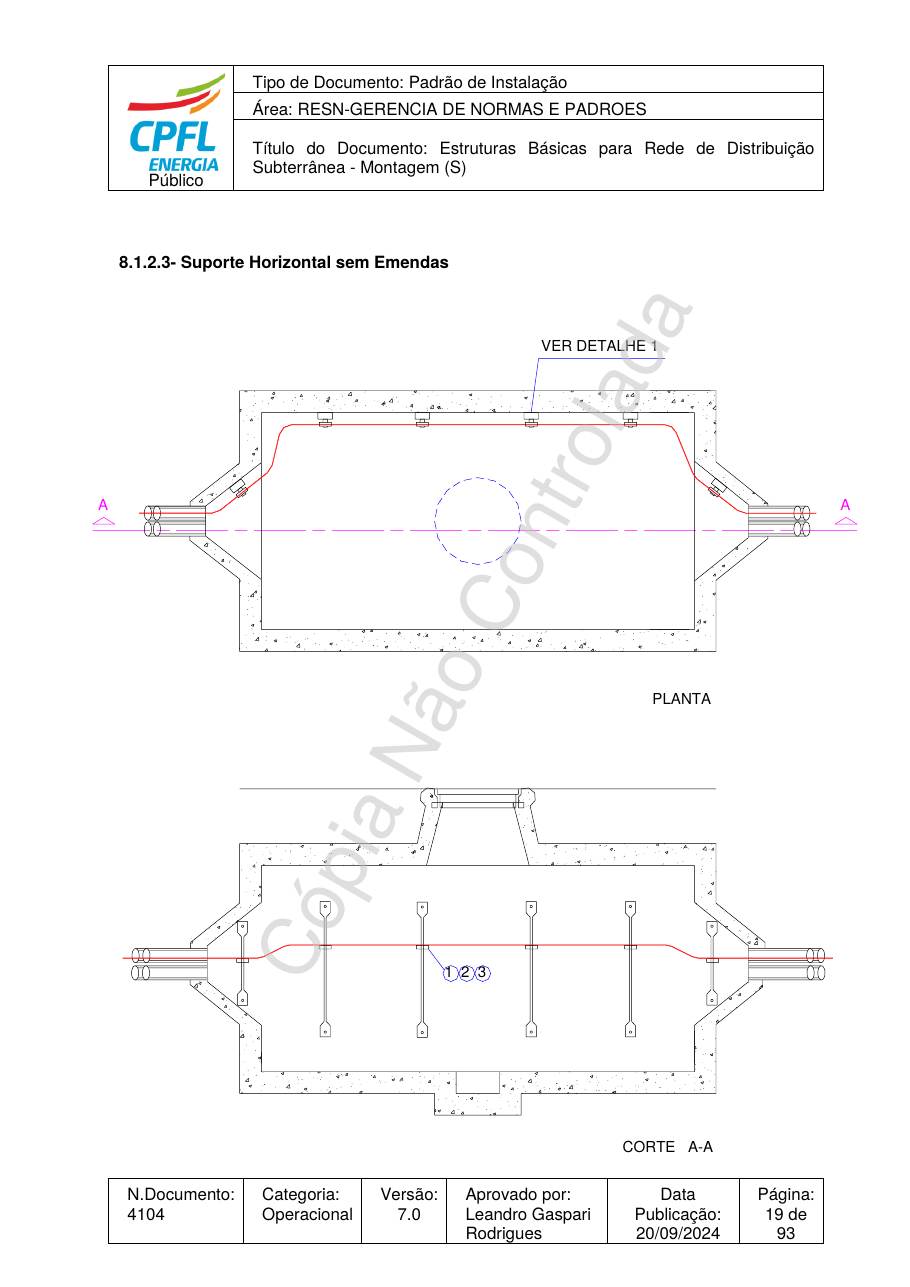 Tipo de Documento: Padrão de Instalação
Área: RESN-GERENCIA DE NORMAS E PADROES
Título do Documento: Estruturas Básicas para Rede de Distribuição
Subterrânea - Montagem (S)
CPFL
ENERGIA
Público
8.1.2.3- Suporte Horizontal sem Emendas
VER DETALHE 1
A
A
PLANTA
1 2 3
CORTE A-A
Cópia Não Controlada
N.Documento:
4104
Categoria:
Operacional
Versão:
7.0
Aprovado por:
Leandro Gaspari
Rodrigues
Data
Publicação:
20/09/2024
Página:
19 de
93